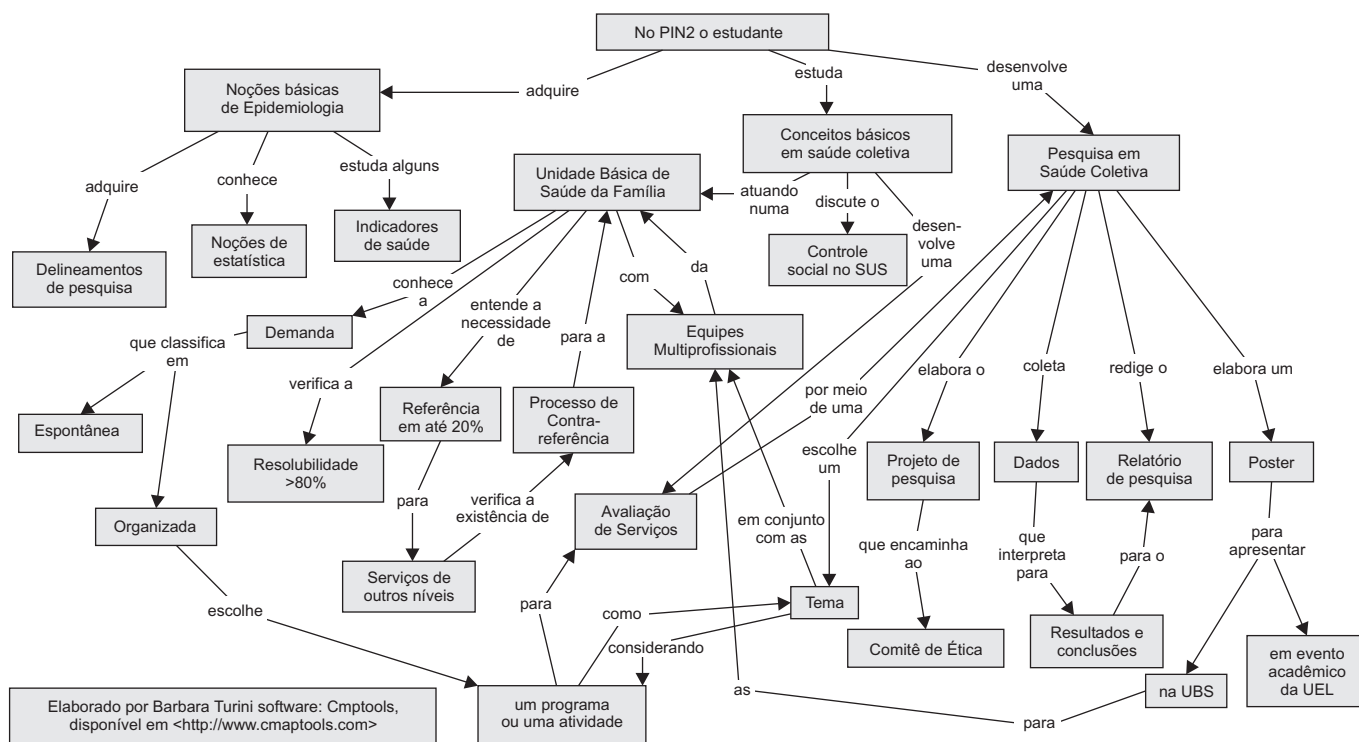 No PIN2 o estudante
adquire
estuda
desenvolve
uma
Noções básicas
de Epidemiologia
Conceitos básicos
em saúde coletiva
Pesquisa em
Saúde Coletiva
adquire
conhece
estuda alguns
Unidade Básica de
Saúde da Família
atuando
numa
discute o
desen-
volve uma
Delineamentos
de pesquisa
Noções de
estatística
Indicadores
de saúde
Controle
social no SUS
conhece
a
entende a
necessidade
de
para a
com
da
Demanda
Equipes
Multiprofissionais
que classifica
em
verifica a
Referência
em até 20%
Processo de
Contra-
referência
por meio
de uma
escolhe
um
elabora o
coleta
redige o
elabora um
Espontânea
Resolubilidade
>80%
Projeto de
pesquisa
Dados
Relatório
de pesquisa
Poster
Organizada
para
verifica a
existência de
Avaliação
de Serviços
em conjunto
com as
que encaminha
ao
que
interpreta
para
para o
para
apresentar
Serviços de
outros níveis
escolhe
para
como
Tema
considerando
Comitê de Ética
Resultados e
conclusões
em evento
acadêmico
da UEL
um programa
ou uma atividade
as
para
na UBS
Elaborado por Barbara Turini software: Cmptools,
disponível em <http://www.cmaptools.com>